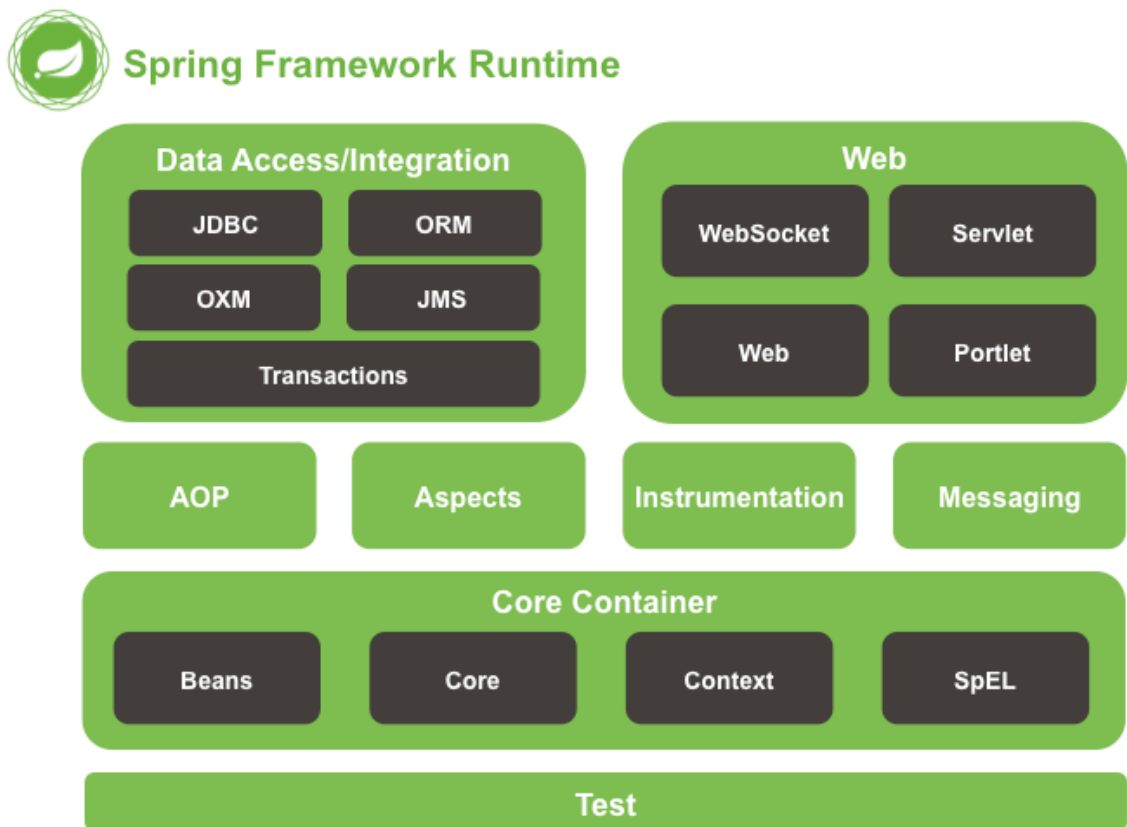 Spring Framework Runtime
Data Access/Integration
JDBC
ORM
OXM
JMS
Transactions
Web
WebSocket
Servlet
Web
Portlet
AOP
Aspects
Instrumentation
Messaging
Core Container
Beans
Core
Context
SpEL
Test